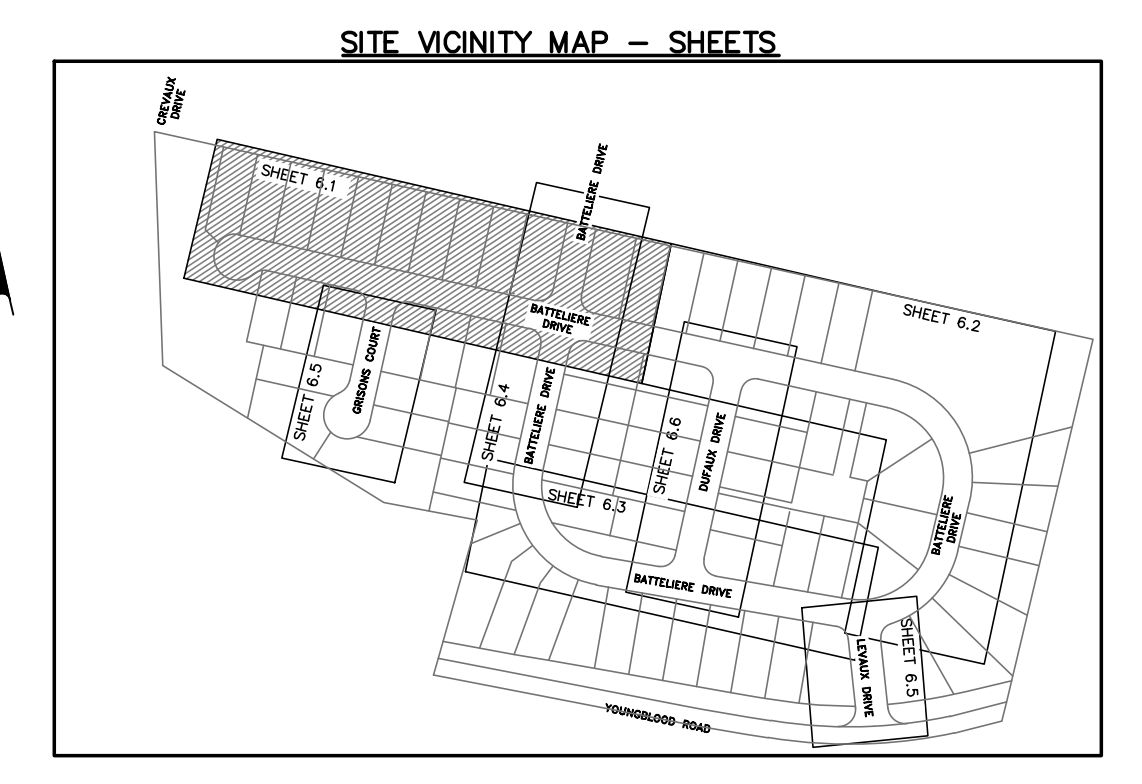 SITE VICINITY MAP – SHEETS
CREVAUX
DRIVE
BATTELIERE DRIVE
SHEET 6.1
SHEET 6.2
BATTELIERE
DRIVE
GRISONS COURT
SHEET 6.5
SHEET 6.4
BATTELIERE DRIVE
SHEET 6.6
DUFAUX DRIVE
SHEET 6.3
BATTELIERE
DRIVE
BATTELIERE DRIVE
LEVAUX DRIVE
SHEET 6.5
YOUNGBLOOD ROAD